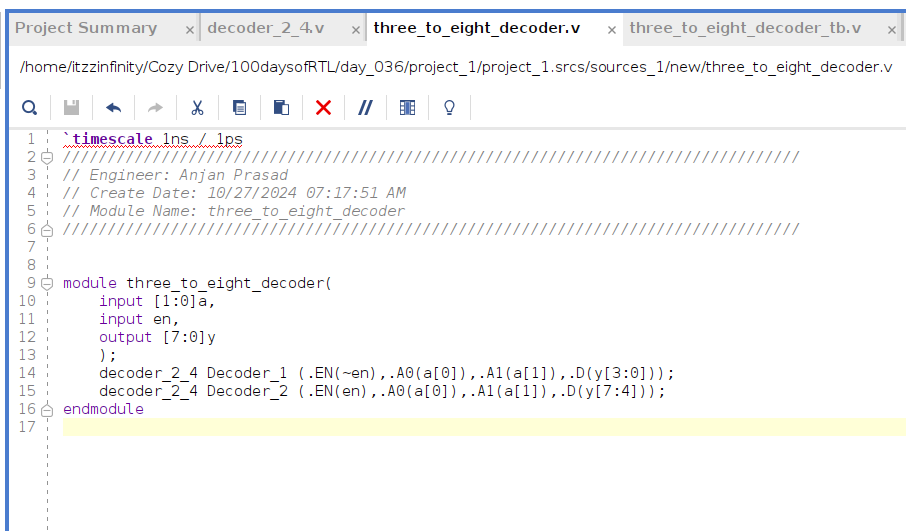 Project Summary × decoder_2_4.v × three_to_eight_decoder.v × three_to_eight_decoder_tb.v ×
/home/itzzinfinity/Cozy Drive/100daysofRTL/day_036/project_1/project_1.srcs/sources_1/new/three_to_eight_decoder.v
1 `timescale 1ns / 1ps
2 //////////////////////////////////////////////////////////////////////////////////
3 // Engineer: Anjan Prasad
4 // Create Date: 10/27/2024 07:17:51 AM
5 // Module Name: three_to_eight_decoder
6 //////////////////////////////////////////////////////////////////////////////////
7
8
9 module three_to_eight_decoder(
10     input [1:0]a,
11     input en,
12     output [7:0]y
13     );
14     decoder_2_4 Decoder_1 (.EN(~en),.A0(a[0]),.A1(a[1]),.D(y[3:0]));
15     decoder_2_4 Decoder_2 (.EN(en),.A0(a[0]),.A1(a[1]),.D(y[7:4]));
16 endmodule
17